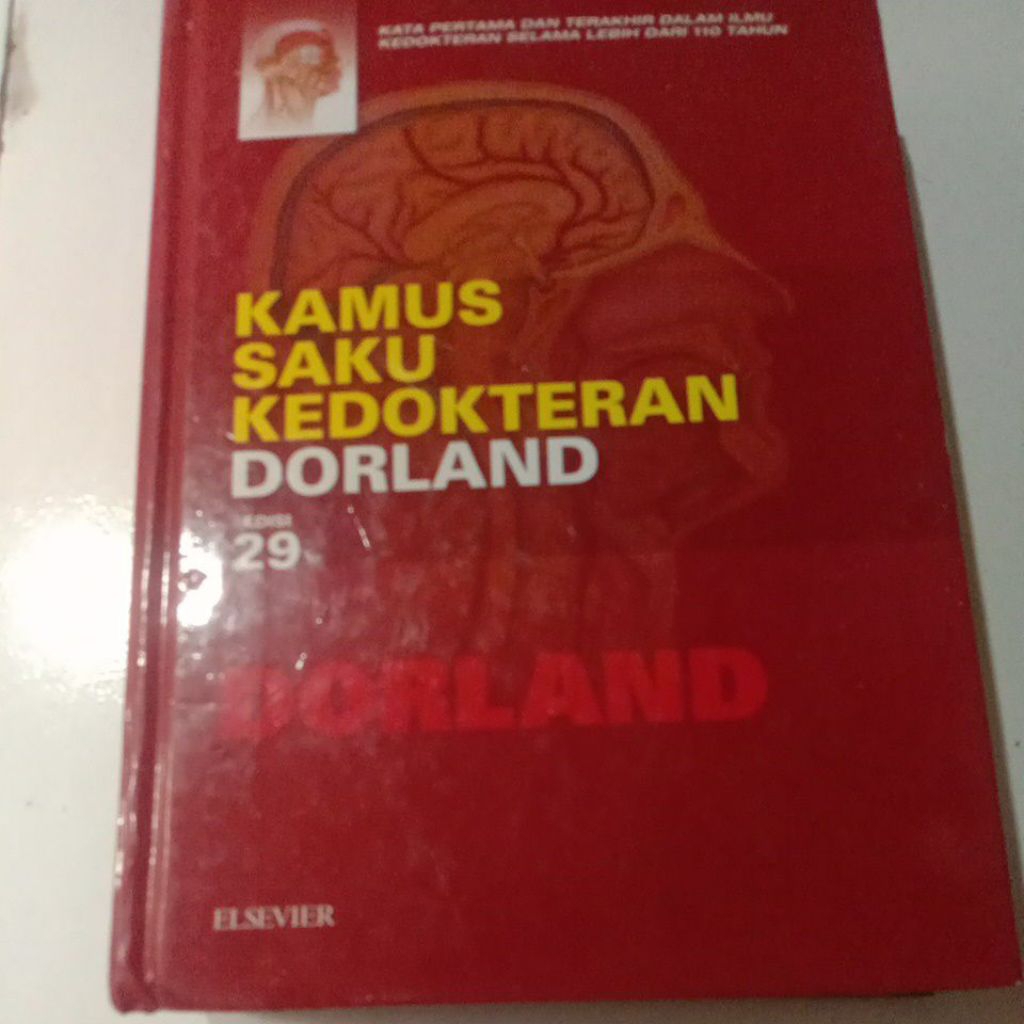 KATA PERTAMA DAN TERAKHIR DALAM ILMU
KEDOKTERAN SELAMA LEBIH DARI 110 TAHUN
KAMUS
SAKU
KEDOKTERAN
DORLAND
EDISI
29
DORLAND
ELSEVIER